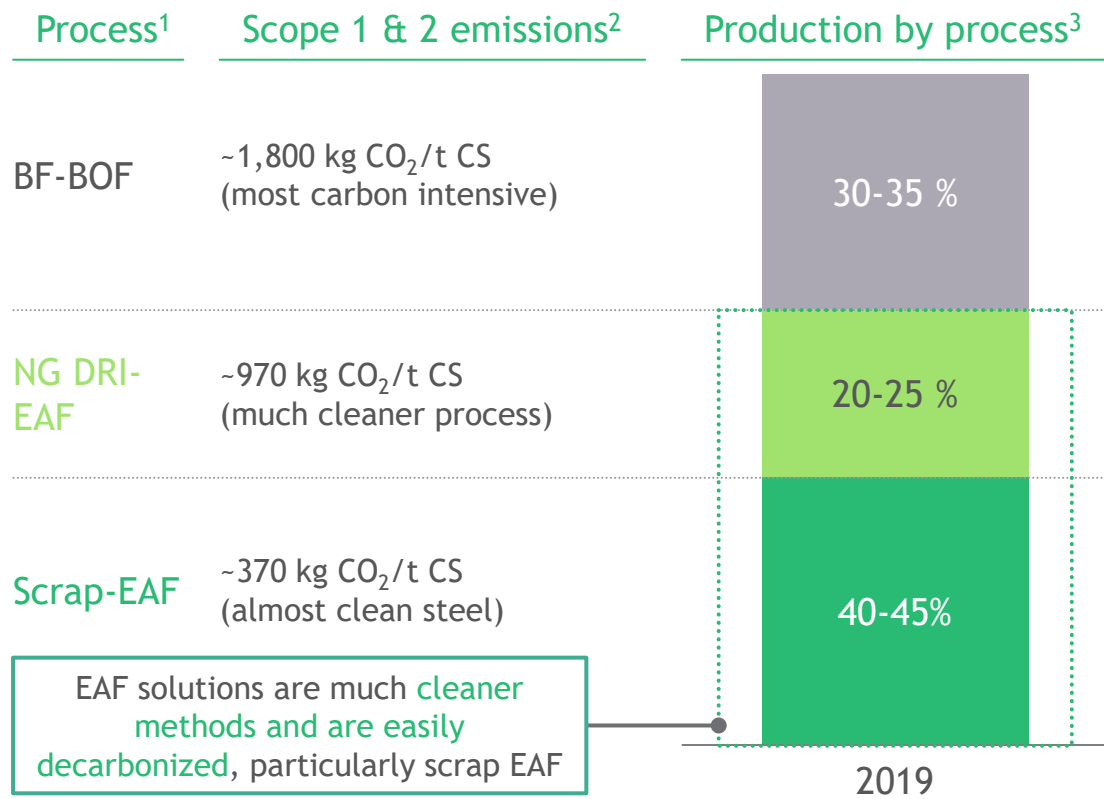 Process¹
Scope 1 & 2 emissions²
Production by process³
BF-BOF
~1,800 kg CO₂/t CS
(most carbon intensive)
30-35 %
NG DRI-
EAF
~970 kg CO₂/t CS
(much cleaner process)
20-25 %
Scrap-EAF
~370 kg CO₂/t CS
(almost clean steel)
40-45%
EAF solutions are much cleaner
methods and are easily
decarbonized, particularly scrap EAF
2019